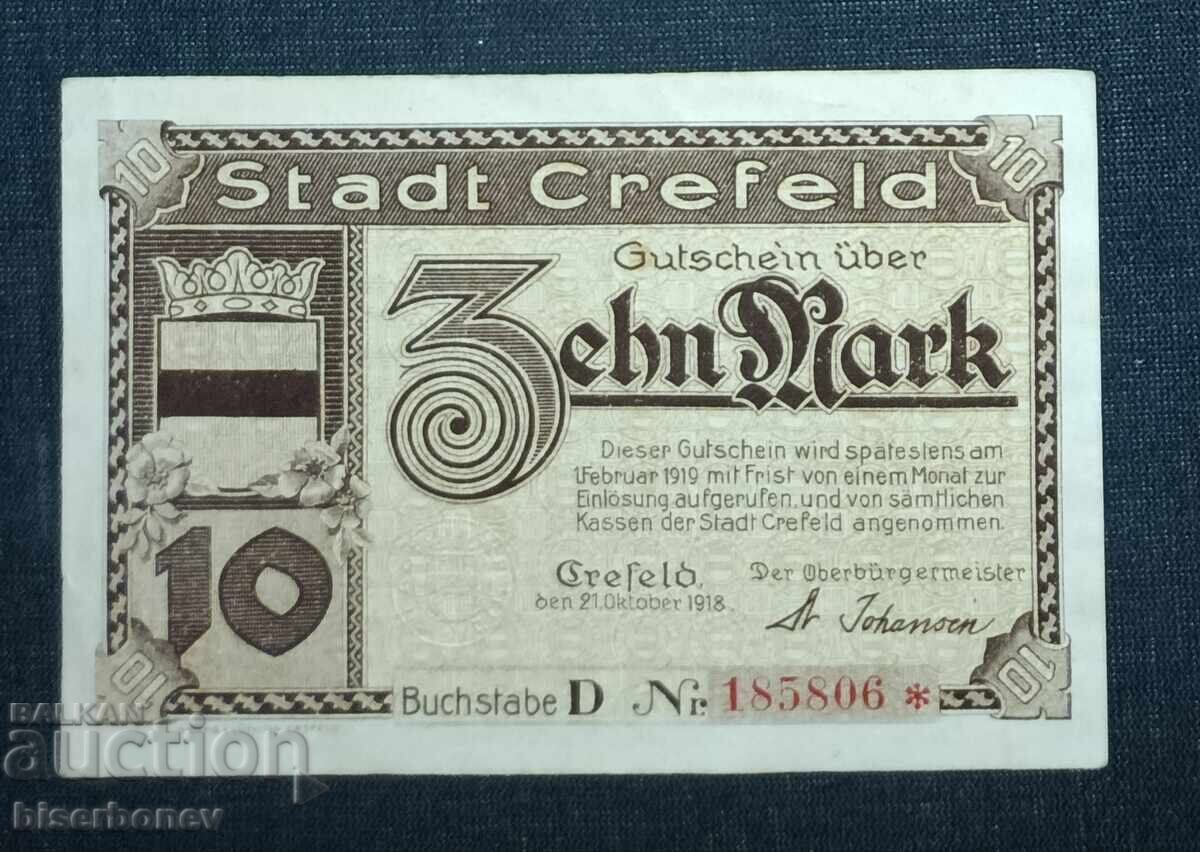 10
10
Stadt Crefeld
Gutschein über
Zehn Mark
Dieser Gutschein wird spätestens am
1.Februar 1919 mit Frist von einem Monat zur
Einlösung aufgerufen, und von sämtlichen
Kassen der Stadt Crefeld angenommen.
Crefeld,
den 21.Oktober 1918.
Der Oberbürgermeister
Johansen
10
10
10
Buchstabe D Nr. 185806 *
BALKAN
auction
biserbonev